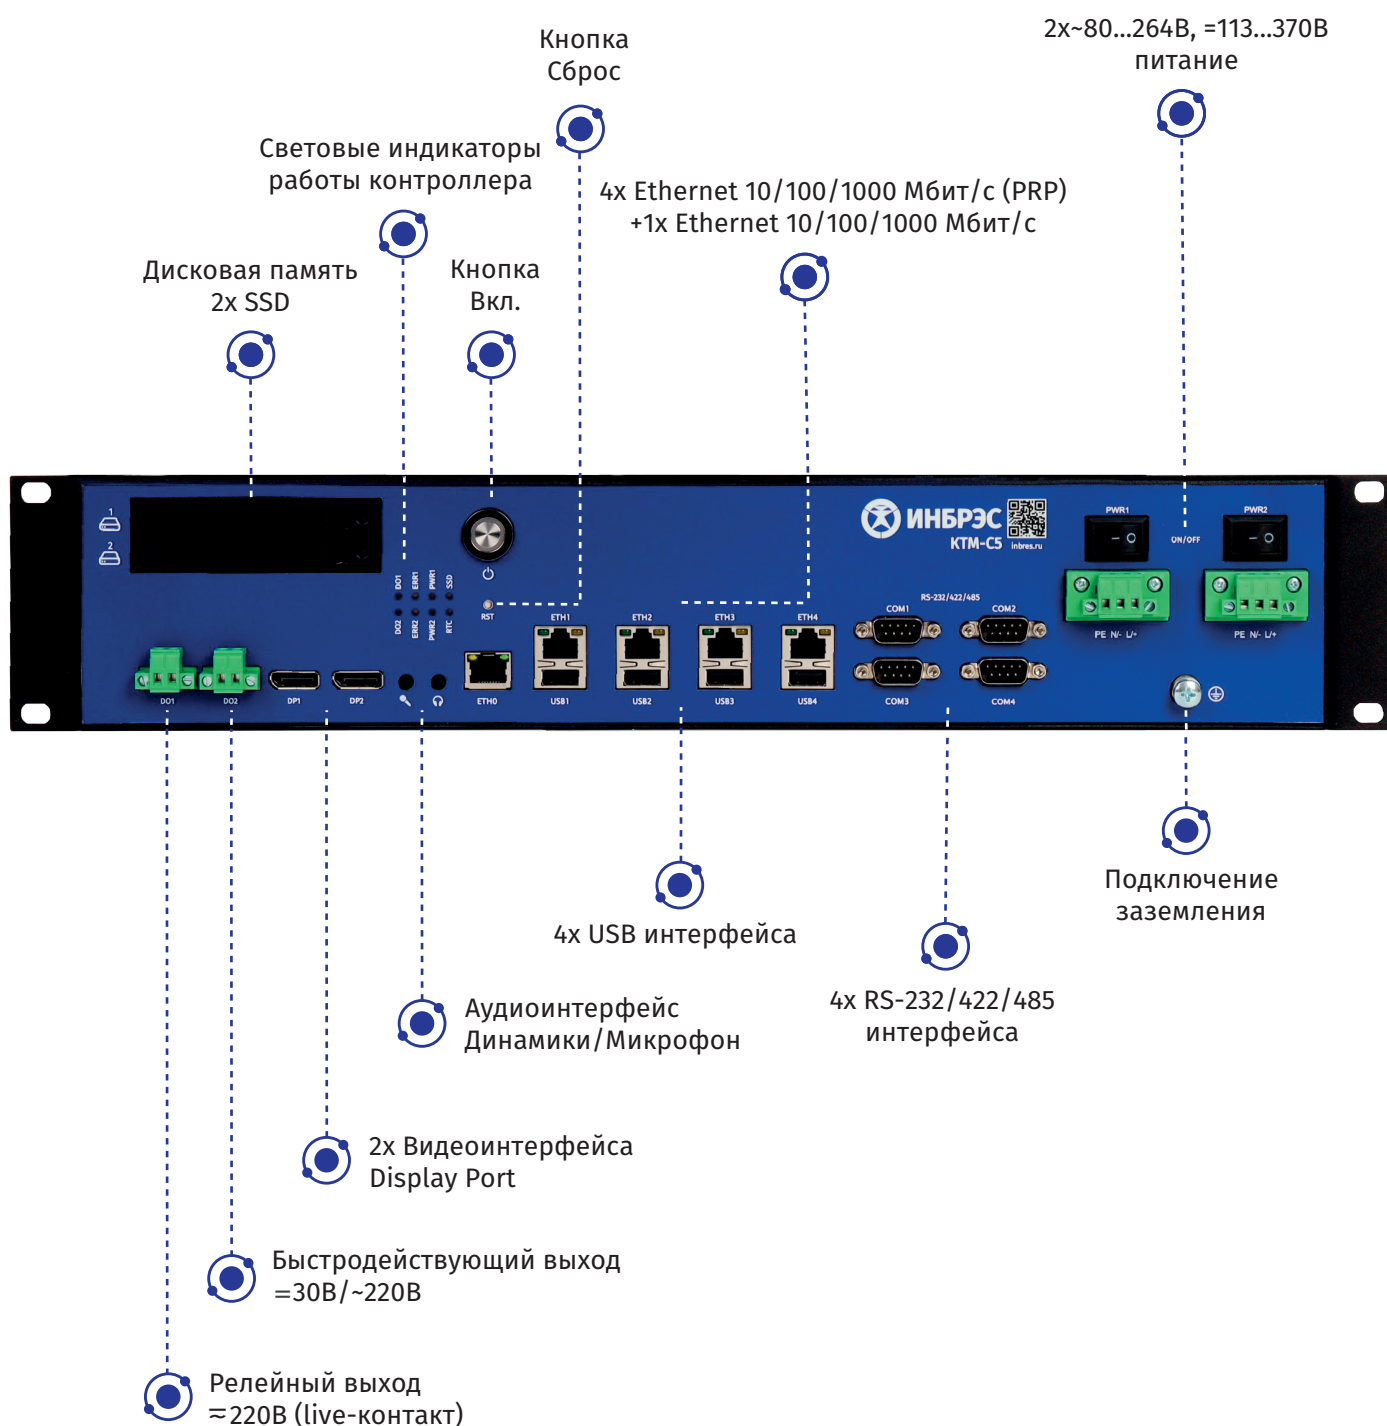 Кнопка
Сброс
2x~80...264В, =113...370В
питание
Световые индикаторы
работы контроллера
4x Ethernet 10/100/1000 Мбит/с (PRP)
+1x Ethernet 10/100/1000 Мбит/с
Дисковая память
2x SSD
Кнопка
Вкл.
1
2
ИНБРЭС
КТМ-С5
inbres.ru
PWR1
ON/OFF
PWR2
DO1
ERR1
PWR1
SSD
DO2
ERR2
PWR2
RTC
RST
RS-232/422/485
ETH1
ETH2
ETH3
ETH4
COM1
COM2
PE N/- L/+
PE N/- L/+
DO1
DO2
DP1
DP2
ETH0
USB1
USB2
USB3
USB4
COM3
COM4
Подключение
заземления
4x USB интерфейса
4x RS-232/422/485
интерфейса
Аудиоинтерфейс
Динамики/Микрофон
2x Видеоинтерфейса
Display Port
Быстродействующий выход
=30В/~220В
Релейный выход
≂220В (live-контакт)